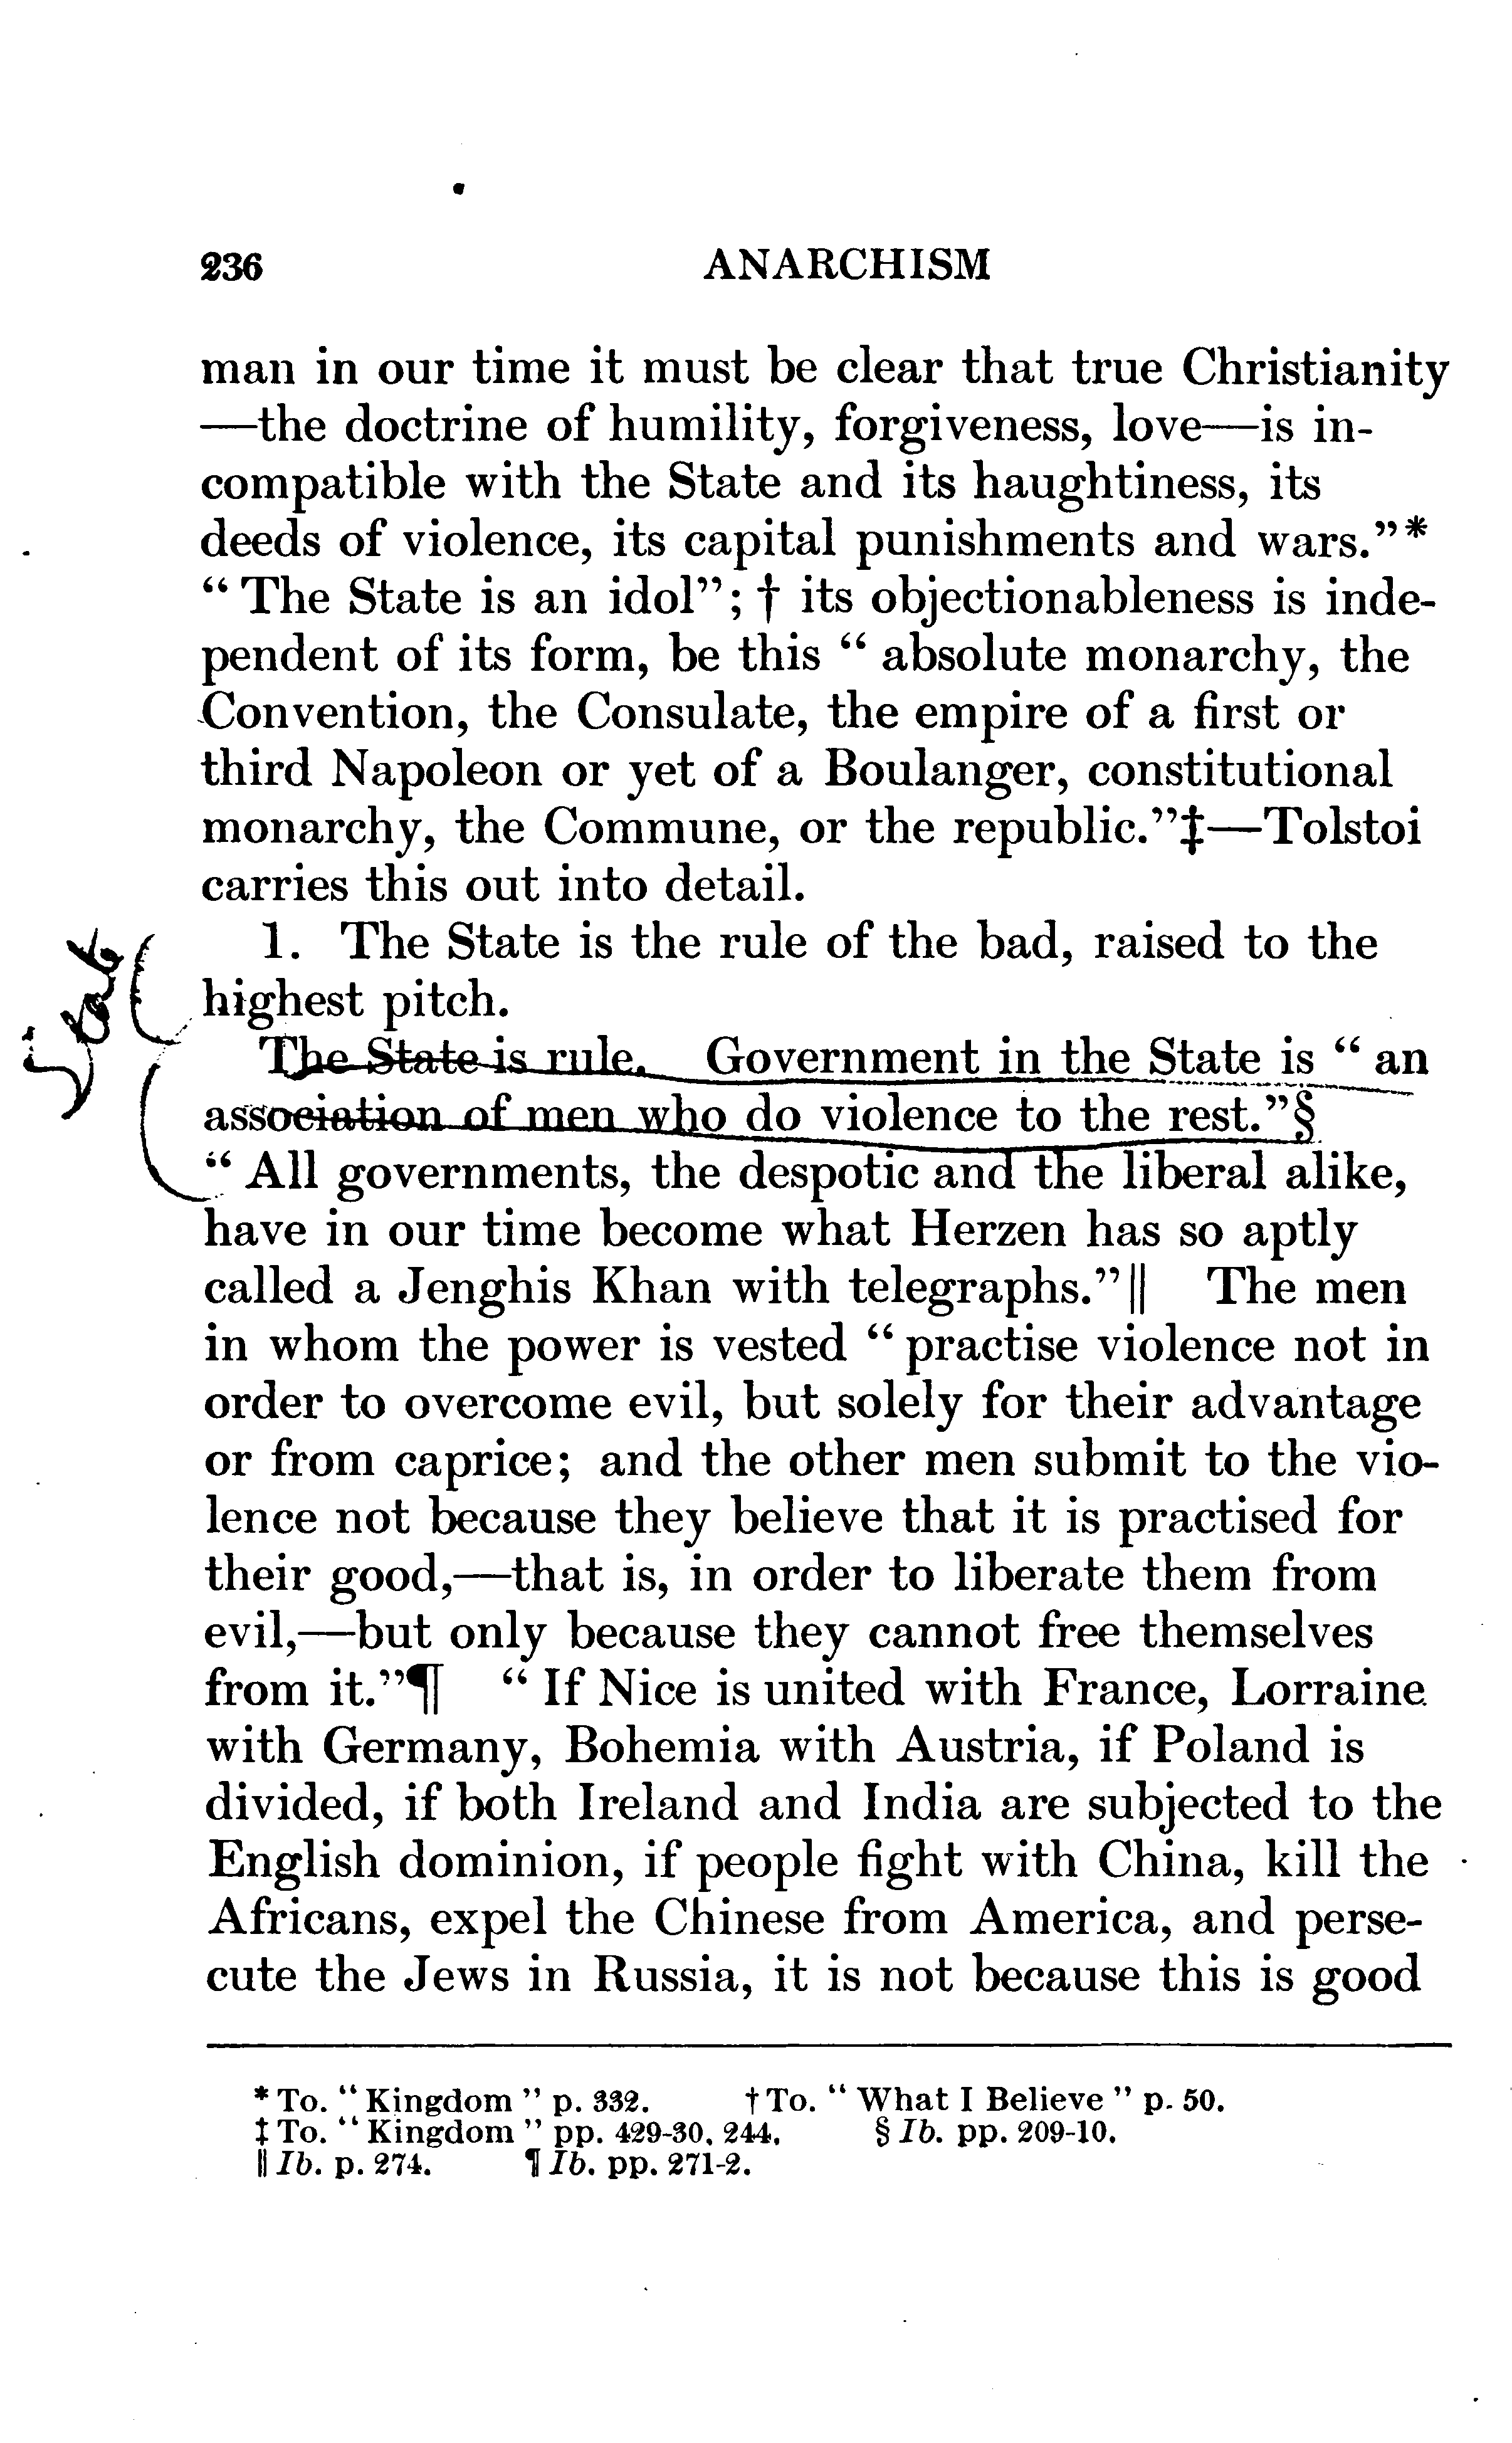 236 ANARCHISM
man in our time it must be clear that true Christianity
—the doctrine of humility, forgiveness, love—is in-
compatible with the State and its haughtiness, its
deeds of violence, its capital punishments and wars.”*
“ The State is an idol”; † its objectionableness is inde-
pendent of its form, be this “ absolute monarchy, the
Convention, the Consulate, the empire of a first or
third Napoleon or yet of a Boulanger, constitutional
monarchy, the Commune, or the republic.”‡—Tolstoi
carries this out into detail.
1. The State is the rule of the bad, raised to the
highest pitch.
State
The State is rule. Government in the State is “ an
association of men who do violence to the rest.”§
“ All governments, the despotic and the liberal alike,
have in our time become what Herzen has so aptly
called a Jenghis Khan with telegraphs.”‖ The men
in whom the power is vested “ practise violence not in
order to overcome evil, but solely for their advantage
or from caprice; and the other men submit to the vio-
lence not because they believe that it is practised for
their good,—that is, in order to liberate them from
evil,—but only because they cannot free themselves
from it.”¶ “ If Nice is united with France, Lorraine
with Germany, Bohemia with Austria, if Poland is
divided, if both Ireland and India are subjected to the
English dominion, if people fight with China, kill the
Africans, expel the Chinese from America, and perse-
cute the Jews in Russia, it is not because this is good
* To. “ Kingdom ” p. 332. † To. “ What I Believe ” p. 50.
‡ To. “ Kingdom ” pp. 429-30, 244. § Ib. pp. 209-10.
‖ Ib. p. 274. ¶ Ib. pp. 271-2.